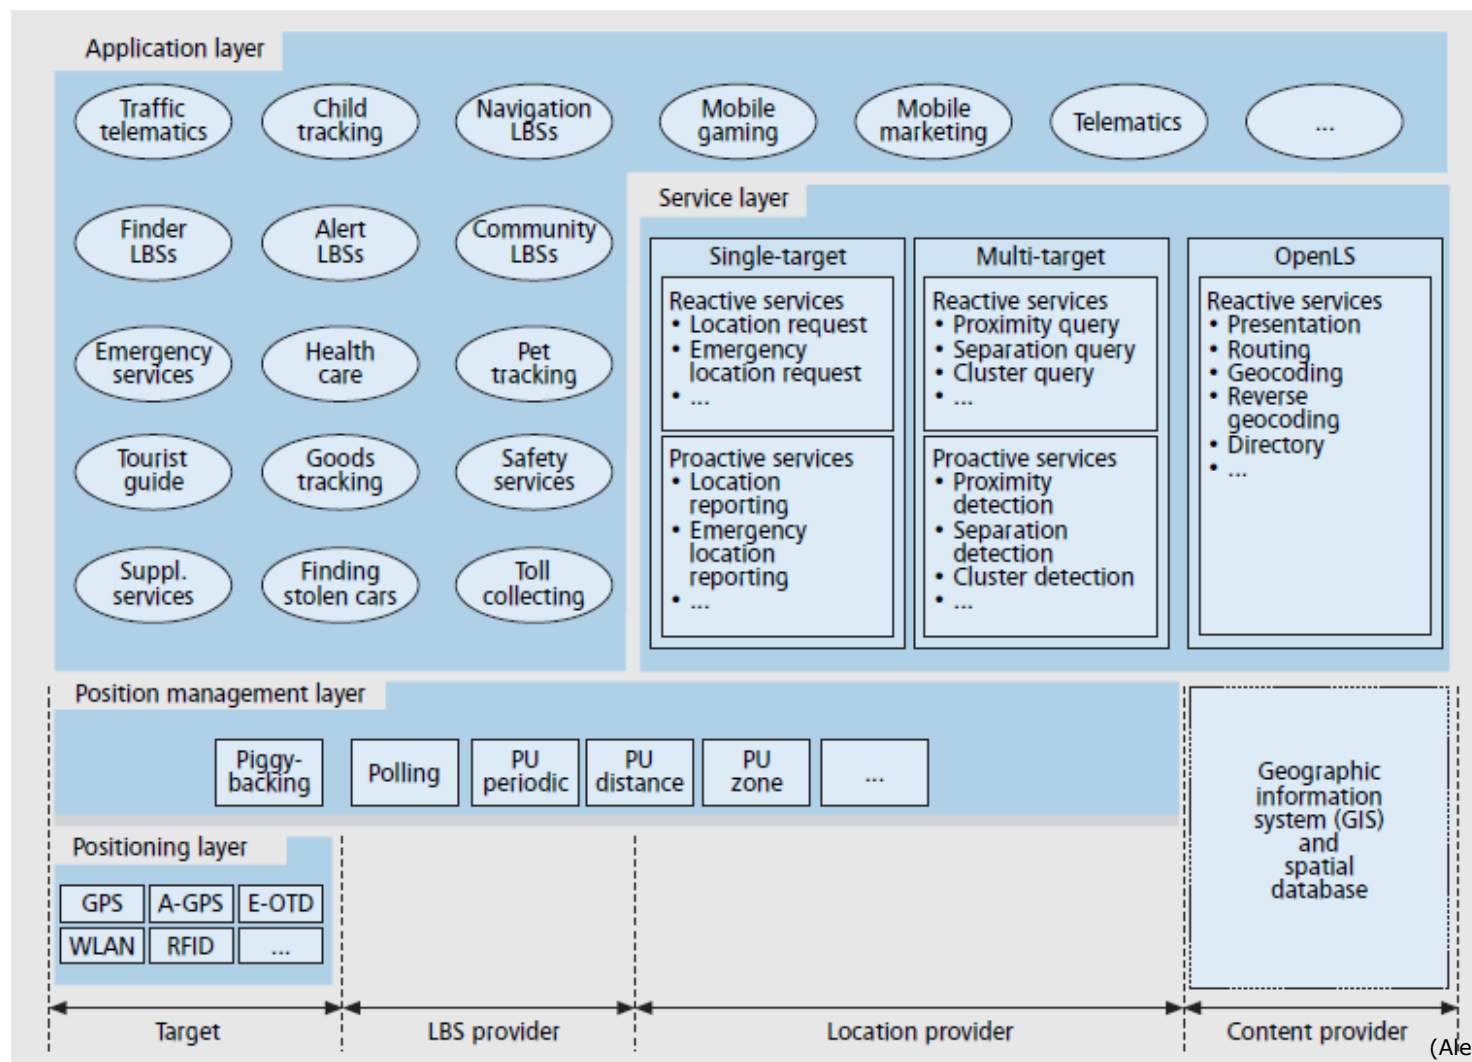 Application layer
Traffic
telematics
Child
tracking
Navigation
LBSs
Mobile
gaming
Mobile
marketing
Telematics
...
Finder
LBSs
Alert
LBSs
Community
LBSs
Emergency
services
Health
care
Pet
tracking
Tourist
guide
Goods
tracking
Safety
services
Suppl.
services
Finding
stolen cars
Toll
collecting
Service layer
Single-target
Reactive services
• Location request
• Emergency
location request
• ...
Proactive services
• Location
reporting
• Emergency
location
reporting
• ...
Multi-target
Reactive services
• Proximity query
• Separation query
• Cluster query
• ...
Proactive services
• Proximity
detection
• Separation
detection
• Cluster detection
• ...
OpenLS
Reactive services
• Presentation
• Routing
• Geocoding
• Reverse
geocoding
• Directory
• ...
Position management layer
Piggy-
backing
Polling
PU
periodic
PU
distance
PU
zone
...
Geographic
information
system (GIS)
and
spatial
database
Positioning layer
GPS
A-GPS
E-OTD
WLAN
RFID
...
Target
LBS provider
Location provider
Content provider
(Ale